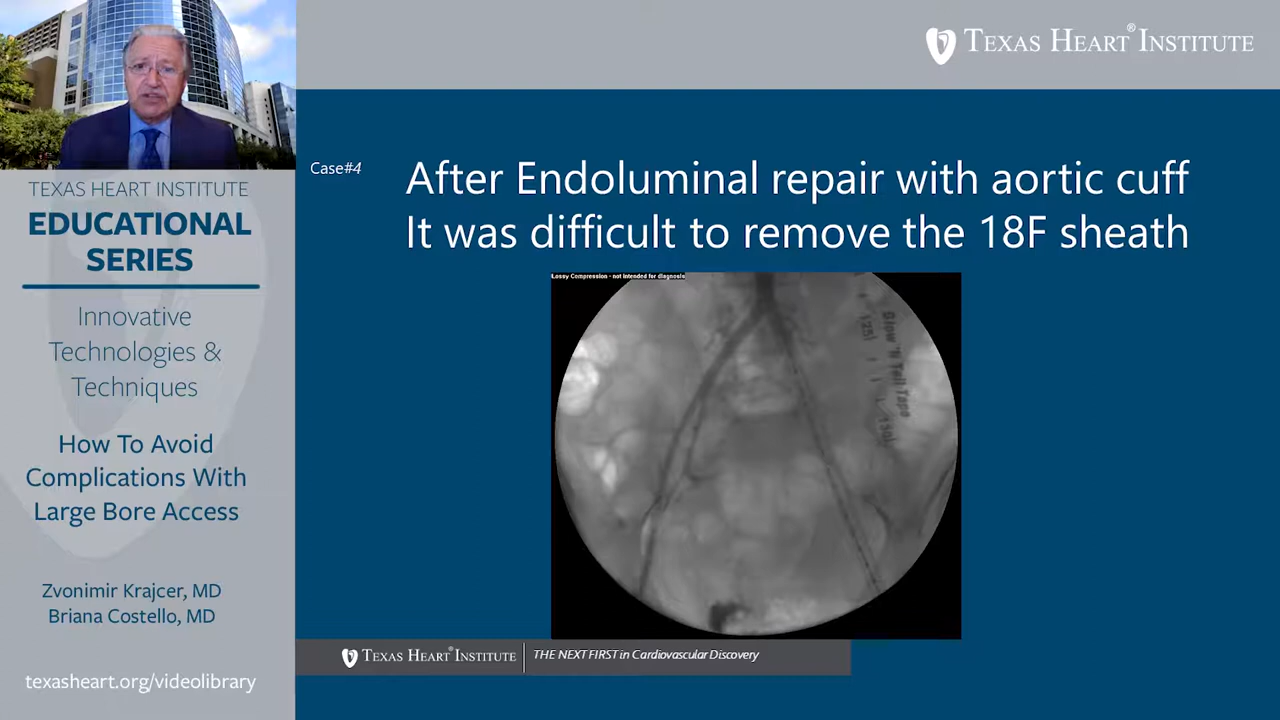 TEXAS HEART® INSTITUTE
Case#4
After Endoluminal repair with aortic cuff
It was difficult to remove the 18F sheath
Lossy Compression - not intended for diagnosis
Glow 'N Tell Tape
TEXAS HEART INSTITUTE
EDUCATIONAL
SERIES
Innovative
Technologies &
Techniques
How To Avoid
Complications With
Large Bore Access
Zvonimir Krajcer, MD
Briana Costello, MD
texasheart.org/videolibrary
TEXAS HEART® INSTITUTE
THE NEXT FIRST in Cardiovascular Discovery